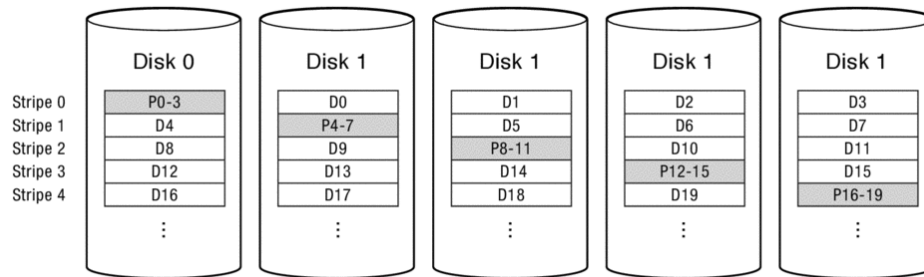 Disk 0 Disk 1 Disk 1 Disk 1 Disk 1
Stripe 0 P0-3 D0 D1 D2 D3
Stripe 1 D4 P4-7 D5 D6 D7
Stripe 2 D8 D9 P8-11 D10 D11
Stripe 3 D12 D13 D14 P12-15 D15
Stripe 4 D16 D17 D18 D19 P16-19
⋮ ⋮ ⋮ ⋮ ⋮